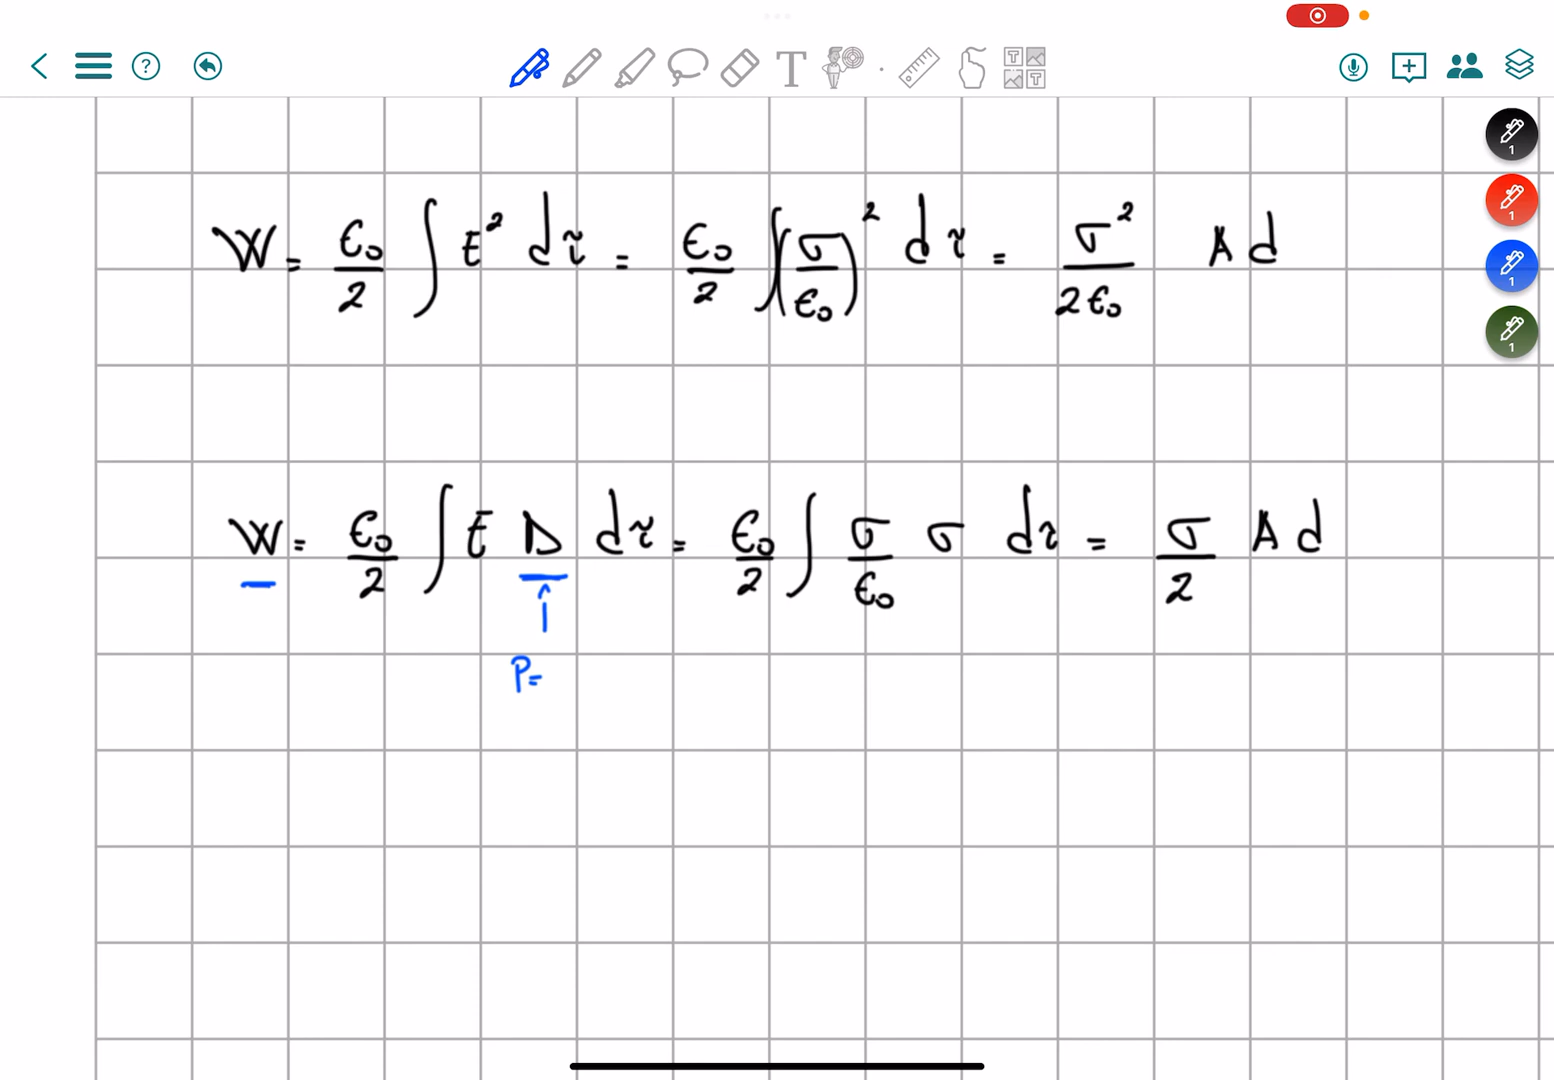 W = ε₀/2 ∫ E² dτ = ε₀/2 ∫(σ/ε₀)² dτ = σ²/2ε₀ A d
W = ε₀/2 ∫ E D dτ = ε₀/2 ∫ σ/ε₀ σ dτ = σ/2 A d
P=